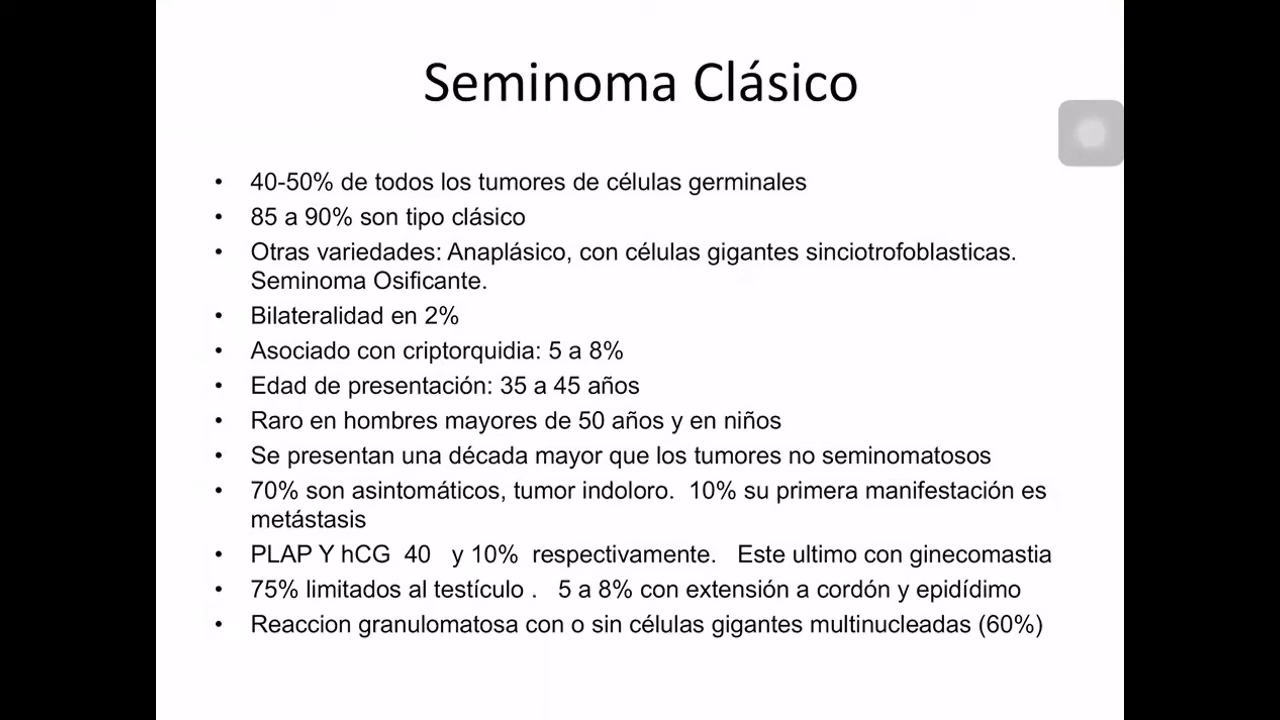 Seminoma Clásico
• 40-50% de todos los tumores de células germinales
• 85 a 90% son tipo clásico
• Otras variedades: Anaplásico, con células gigantes sinciotrofoblasticas.
Seminoma Osificante.
• Bilateralidad en 2%
• Asociado con criptorquidia: 5 a 8%
• Edad de presentación: 35 a 45 años
• Raro en hombres mayores de 50 años y en niños
• Se presentan una década mayor que los tumores no seminomatosos
• 70% son asintomáticos, tumor indoloro. 10% su primera manifestación es
metástasis
• PLAP Y hCG 40 y 10% respectivamente. Este ultimo con ginecomastia
• 75% limitados al testículo . 5 a 8% con extensión a cordón y epidídimo
• Reaccion granulomatosa con o sin células gigantes multinucleadas (60%)